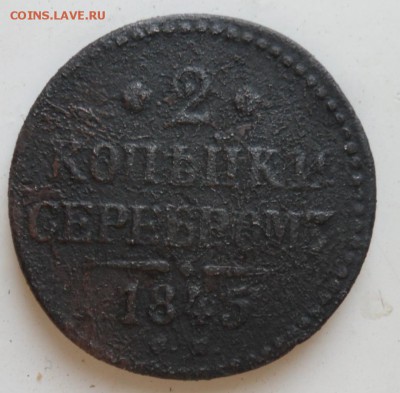 COINS.LAVE.RU
2
КОПѢЙКИ
СЕРЕБРОМЪ
1845